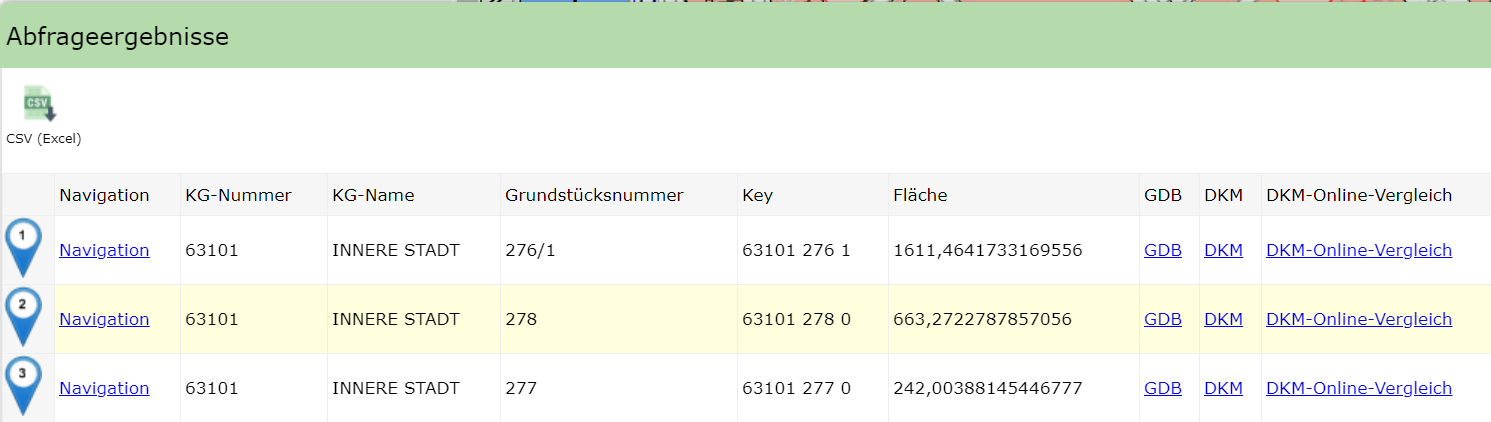 Abfrageergebnisse
CSV
CSV (Excel)
Navigation KG-Nummer KG-Name Grundstücksnummer Key Fläche GDB DKM DKM-Online-Vergleich
1 Navigation 63101 INNERE STADT 276/1 63101 276 1 1611,4641733169556 GDB DKM DKM-Online-Vergleich
2 Navigation 63101 INNERE STADT 278 63101 278 0 663,2722787857056 GDB DKM DKM-Online-Vergleich
3 Navigation 63101 INNERE STADT 277 63101 277 0 242,00388145446777 GDB DKM DKM-Online-Vergleich